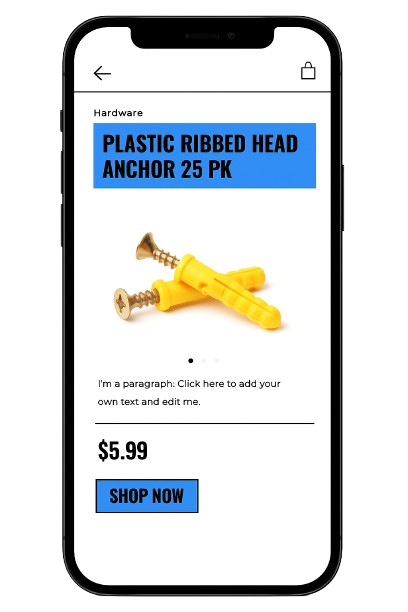 Hardware
PLASTIC RIBBED HEAD
ANCHOR 25 PK
I'm a paragraph: Click here to add your
own text and edit me.
$5.99
SHOP NOW